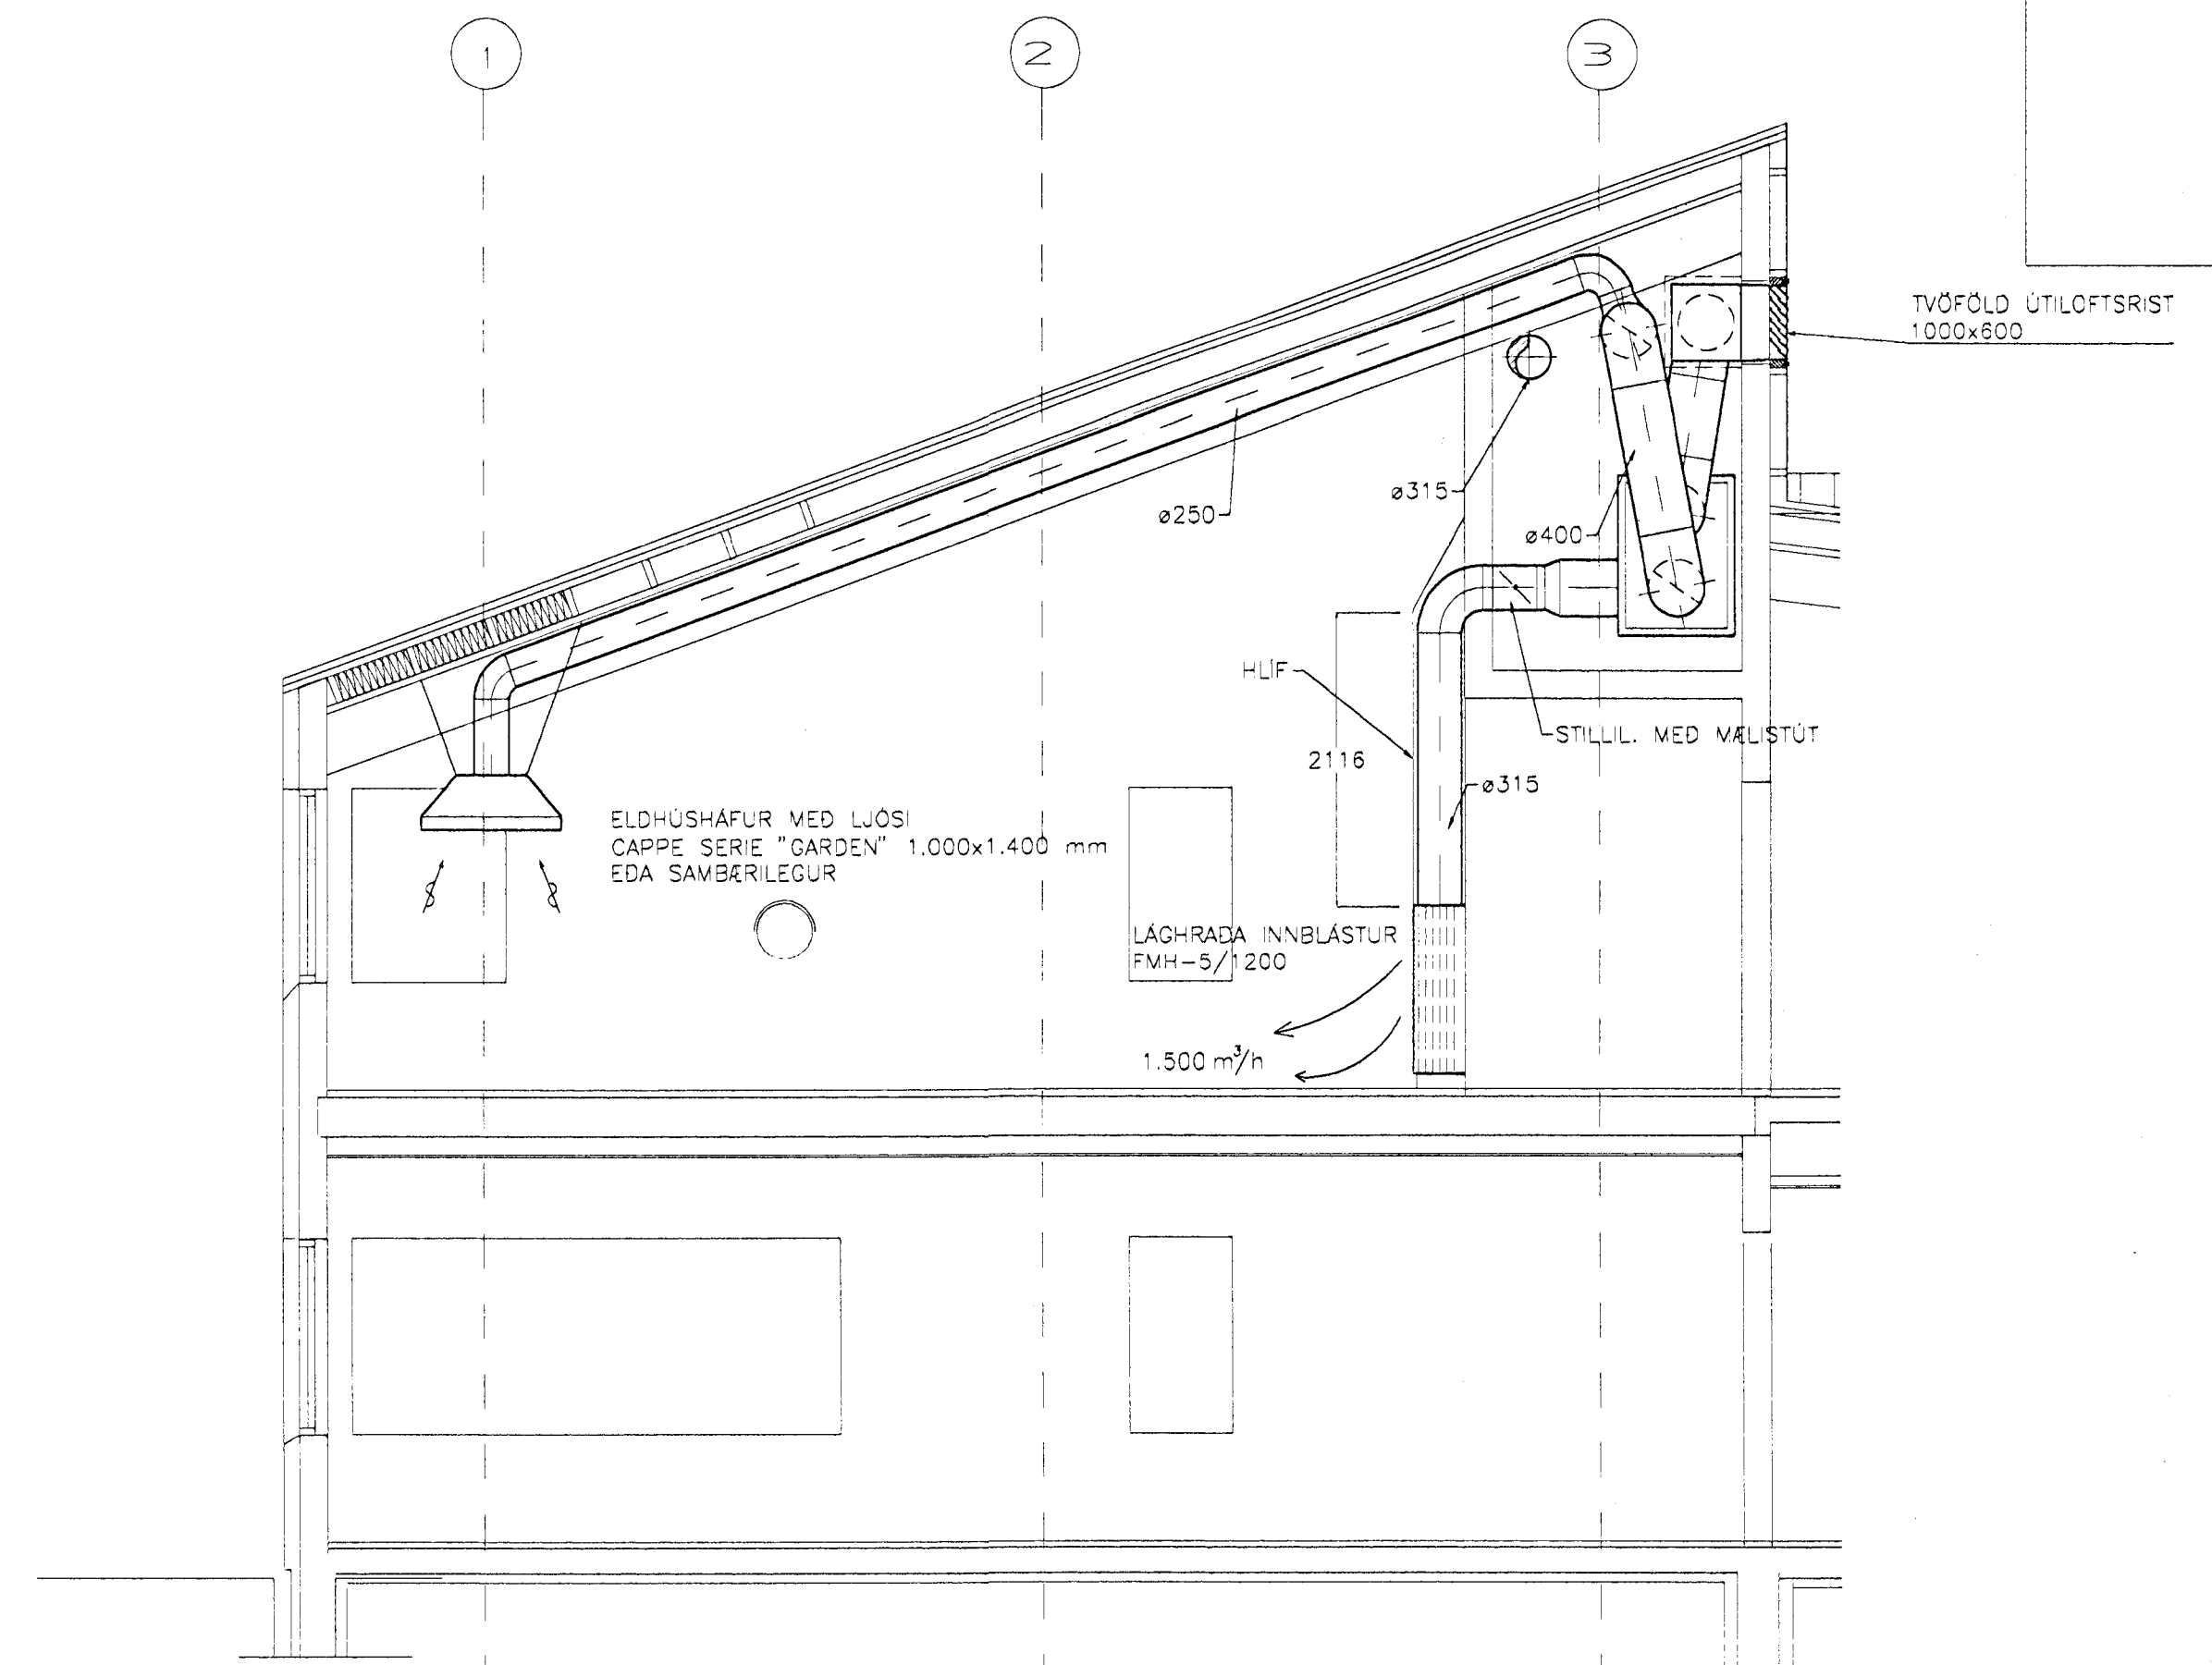 1
2
3
TVÖFÖLD ÚTILOFTSRIST
1000x600
ø315
ø250
ø400
HLÍF
STILLIL. MEÐ MÆLISTÚT
2116
ø315
ELDHÚSHÁFUR MEÐ LJÓSI
CAPPE SERIE "GARDEN" 1.000x1.400 mm
EÐA SAMBÆRILEGUR
LÁGHRAÐA INNBLÁSTUR
FMH-5/1200
1.500 m³/h